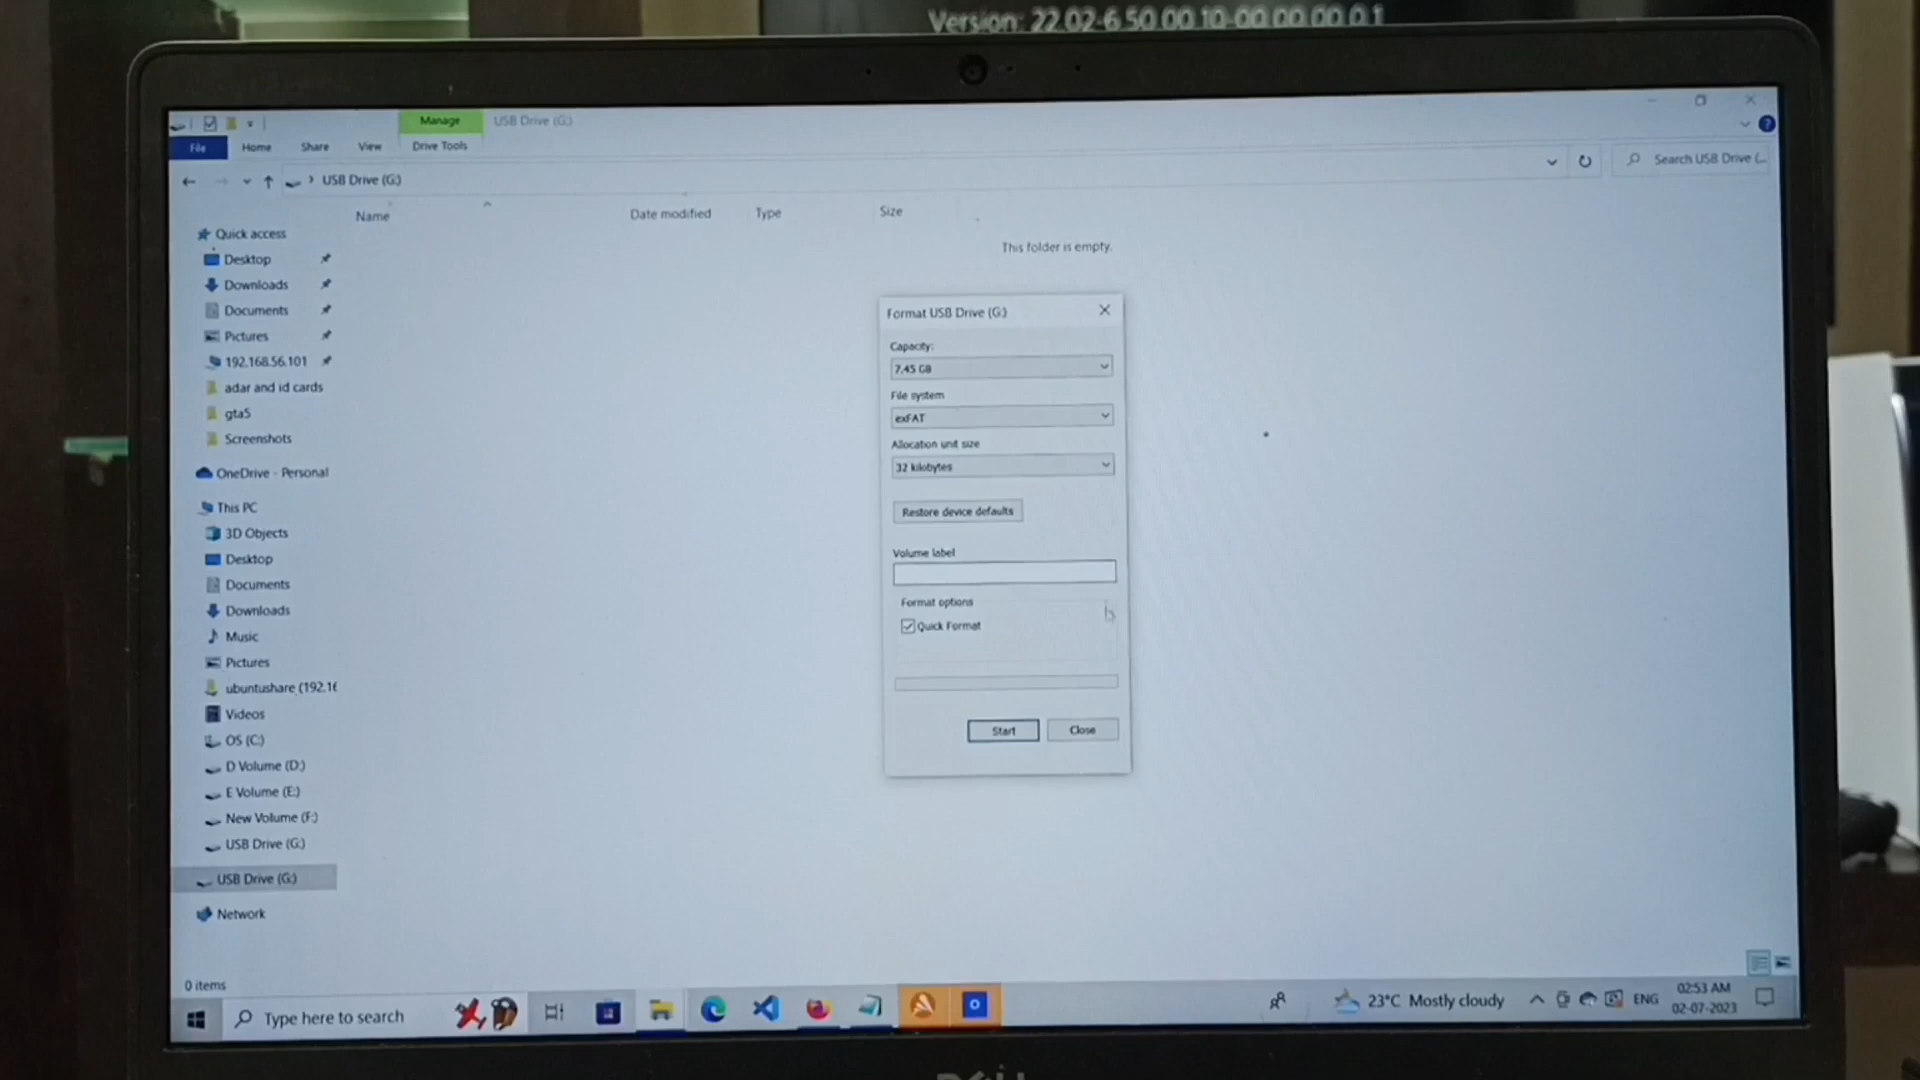 Version: 22.02-6.50.00.10-00.00.00.0.1
Manage
USB Drive (G:)
File
Home
Share
View
Drive Tools
USB Drive (G:)
Search USB Drive (...
Name
Date modified
Type
Size
This folder is empty.
Quick access
Desktop
Downloads
Documents
Pictures
192.168.56.101
adar and id cards
gta5
Screenshots
OneDrive - Personal
This PC
3D Objects
Desktop
Documents
Downloads
Music
Pictures
ubuntushare (192.16
Videos
OS (C:)
D Volume (D:)
E Volume (E:)
New Volume (F:)
USB Drive (G:)
USB Drive (G:)
Network
0 items
Format USB Drive (G:)
Capacity:
7.45 GB
File system
exFAT
Allocation unit size
32 kilobytes
Restore device defaults
Volume label
Format options
Quick Format
Start
Close
Type here to search
23°C Mostly cloudy
ENG
02:53 AM
02-07-2023
DELL